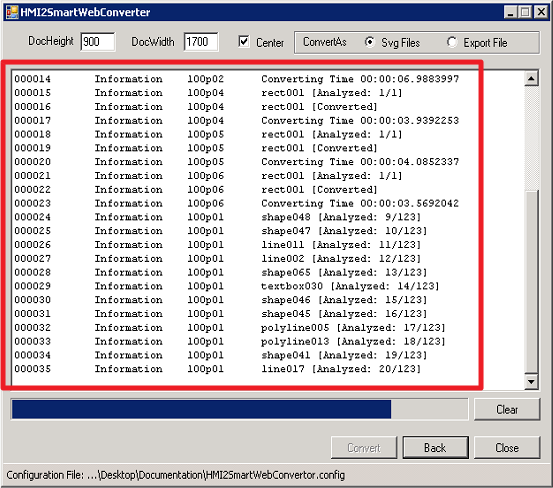 HMI2SmartWebConverter
DocHeight 900 DocWidth 1700 Center ConvertAs Svg Files Export File
000014 Information 100p02 Converting Time 00:00:06.9883997
000015 Information 100p04 rect001 [Analyzed: 1/1]
000016 Information 100p04 rect001 [Converted]
000017 Information 100p04 Converting Time 00:00:03.9392253
000018 Information 100p05 rect001 [Analyzed: 1/1]
000019 Information 100p05 rect001 [Converted]
000020 Information 100p05 Converting Time 00:00:04.0852337
000021 Information 100p06 rect001 [Analyzed: 1/1]
000022 Information 100p06 rect001 [Converted]
000023 Information 100p06 Converting Time 00:00:03.5692042
000024 Information 100p01 shape048 [Analyzed: 9/123]
000025 Information 100p01 shape047 [Analyzed: 10/123]
000026 Information 100p01 line011 [Analyzed: 11/123]
000027 Information 100p01 line002 [Analyzed: 12/123]
000028 Information 100p01 shape065 [Analyzed: 13/123]
000029 Information 100p01 textbox030 [Analyzed: 14/123]
000030 Information 100p01 shape046 [Analyzed: 15/123]
000031 Information 100p01 shape045 [Analyzed: 16/123]
000032 Information 100p01 polyline005 [Analyzed: 17/123]
000033 Information 100p01 polyline013 [Analyzed: 18/123]
000034 Information 100p01 shape041 [Analyzed: 19/123]
000035 Information 100p01 line017 [Analyzed: 20/123]
Clear
Convert Back Close
Configuration File: ...\Desktop\Documentation\HMI2SmartWebConvertor.config